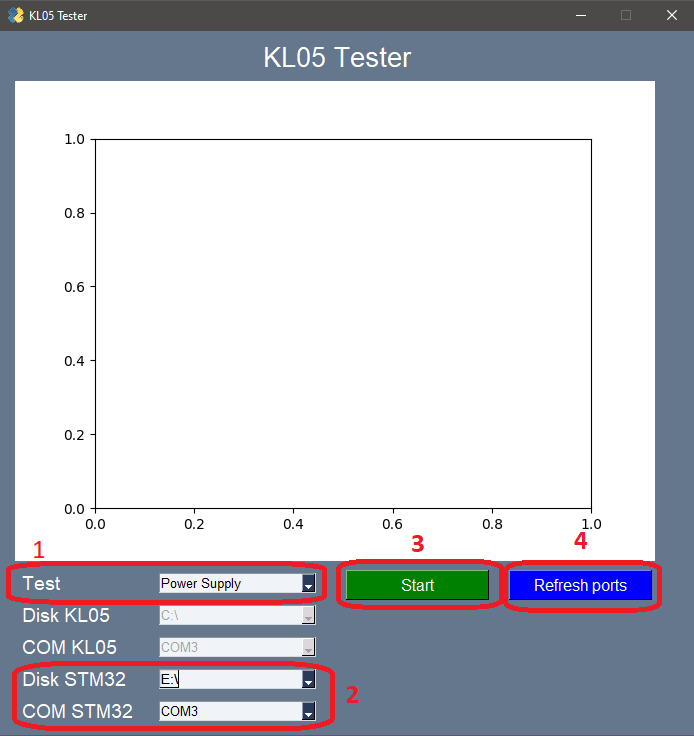 KL05 Tester
KL05 Tester
1.0
0.8
0.6
0.4
0.2
0.0
0.0 0.2 0.4 0.6 0.8 1.0
1 3 4
Test Power Supply Start Refresh ports
Disk KL05 C:\
COM KL05 COM3
Disk STM32 E:\
2
COM STM32 COM3